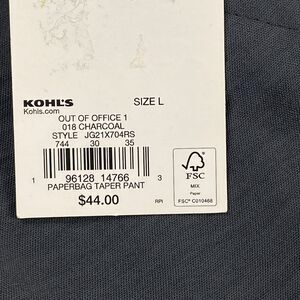 KOHL'S SIZE L
Kohls.com
OUT OF OFFICE 1
018 CHARCOAL
STYLE JG21X704RS
744 30 35
1 96128 14766 3
PAPERBAG TAPER PANT
$44.00
RPI
FSC
MIX
Paper
FSC® C010468